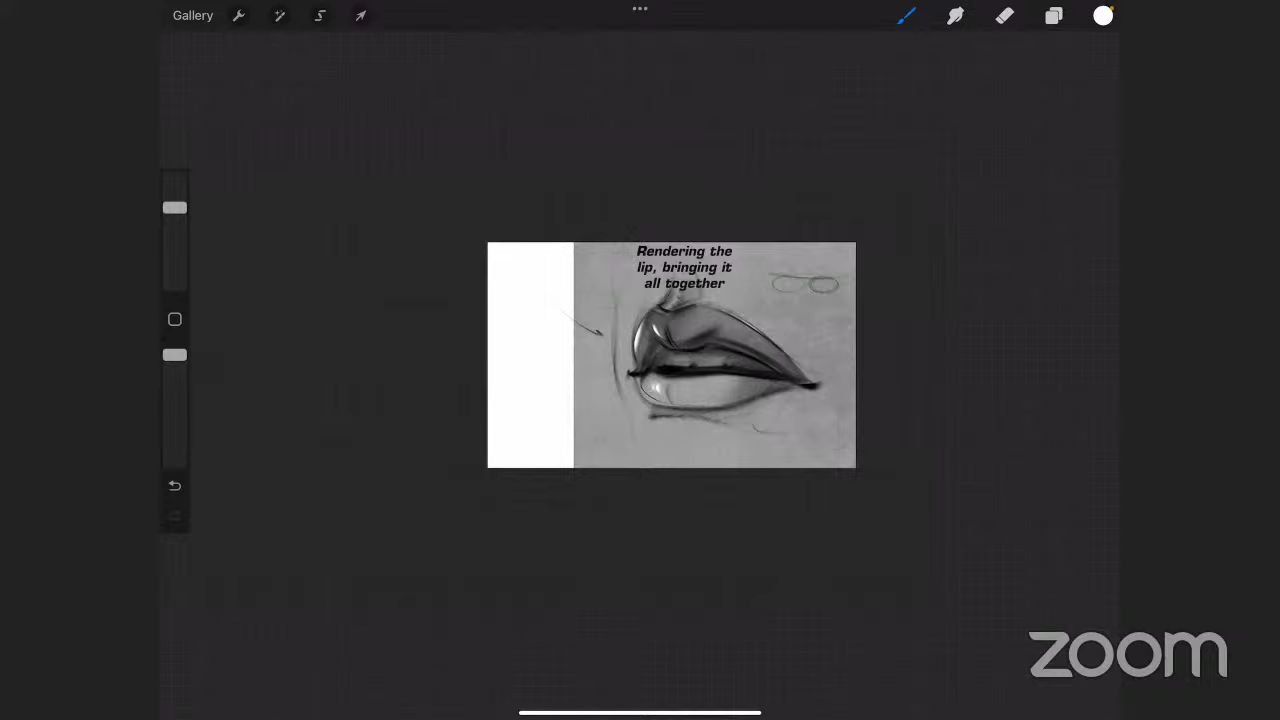 Gallery
Rendering the
lip, bringing it
all together
zoom